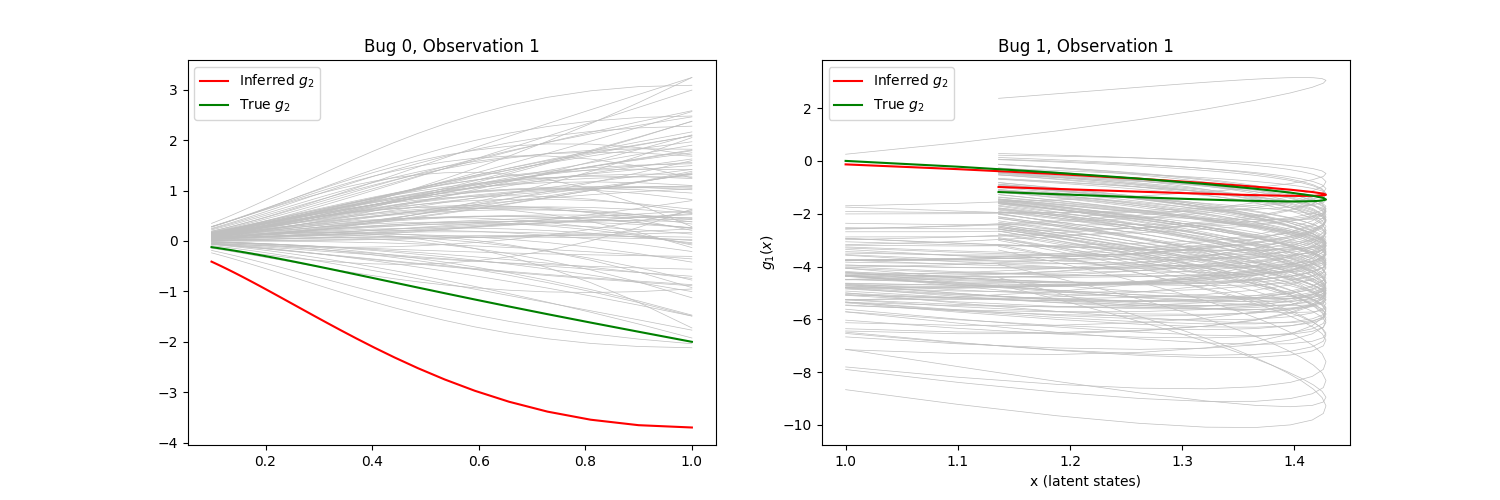 Bug 0, Observation 1
Inferred g₂
True g₂
3
2
1
0
−1
−2
−3
−4
0.2 0.4 0.6 0.8 1.0
Bug 1, Observation 1
Inferred g₂
True g₂
2
0
−2
−4
−6
−8
−10
g₁(x)
1.0 1.1 1.2 1.3 1.4
x (latent states)